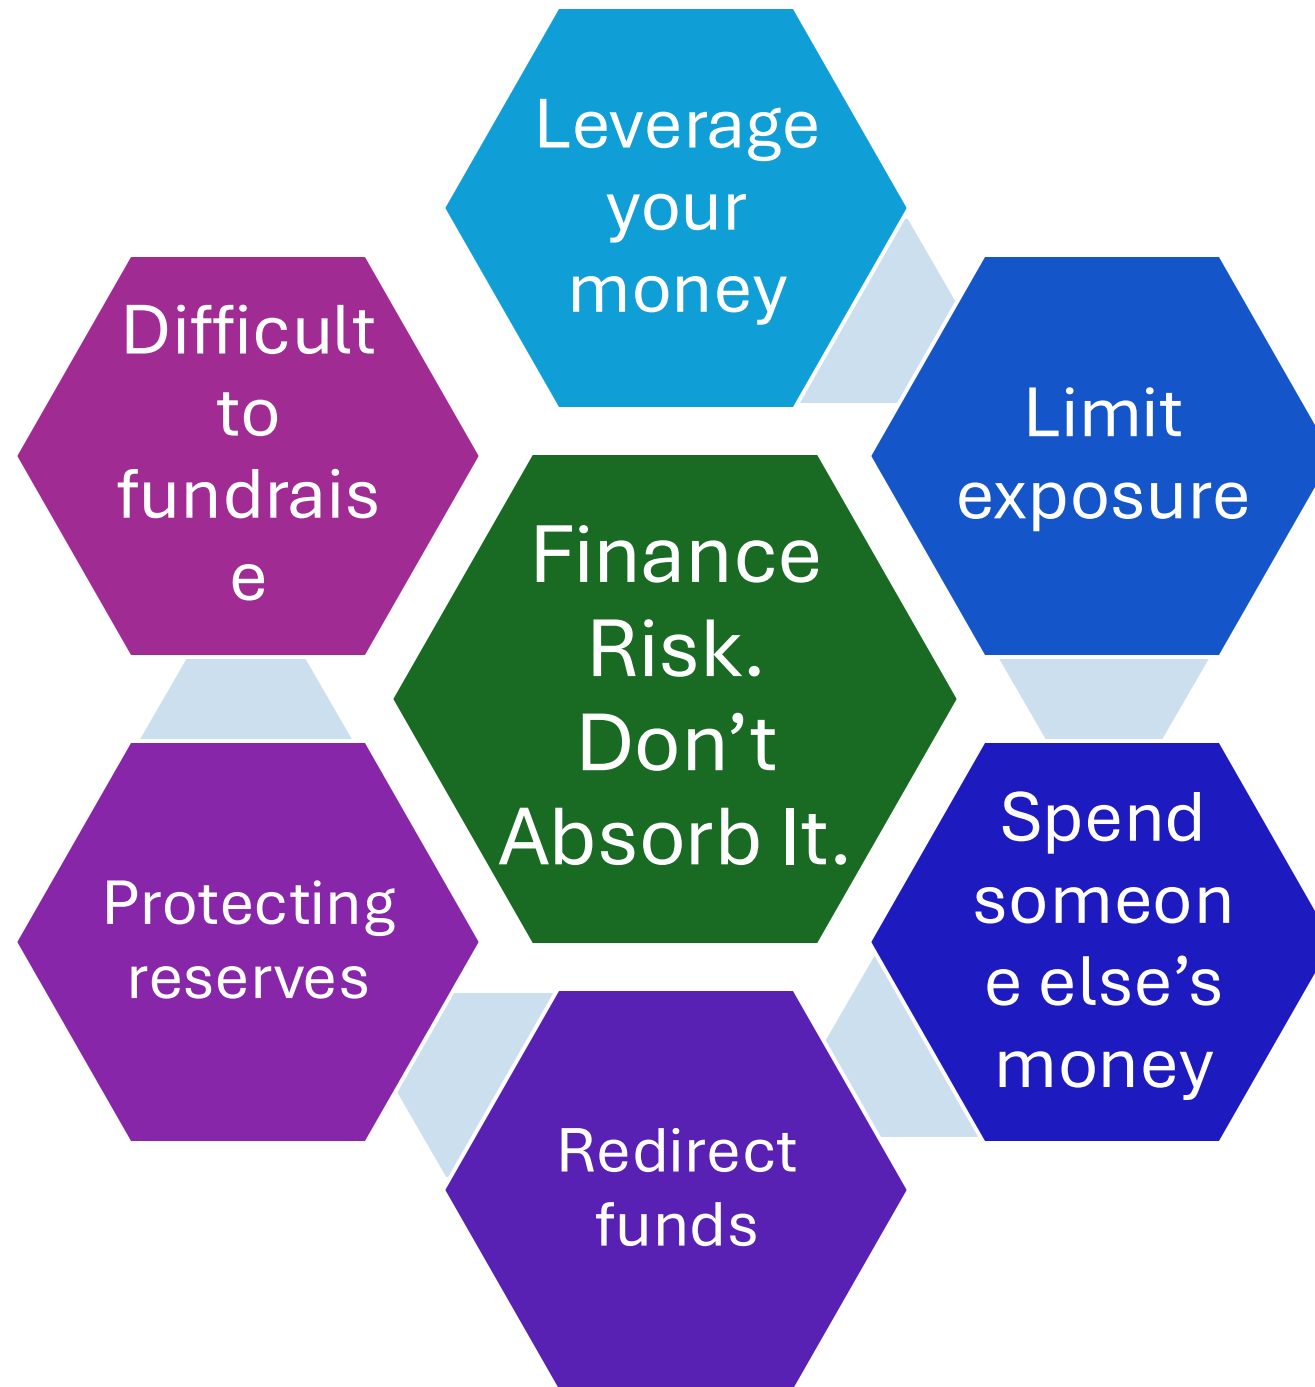 Leverage
your
money
Limit
exposure
Spend
someon
e else’s
money
Redirect
funds
Protecting
reserves
Difficult
to
fundrais
e
Finance
Risk.
Don’t
Absorb It.